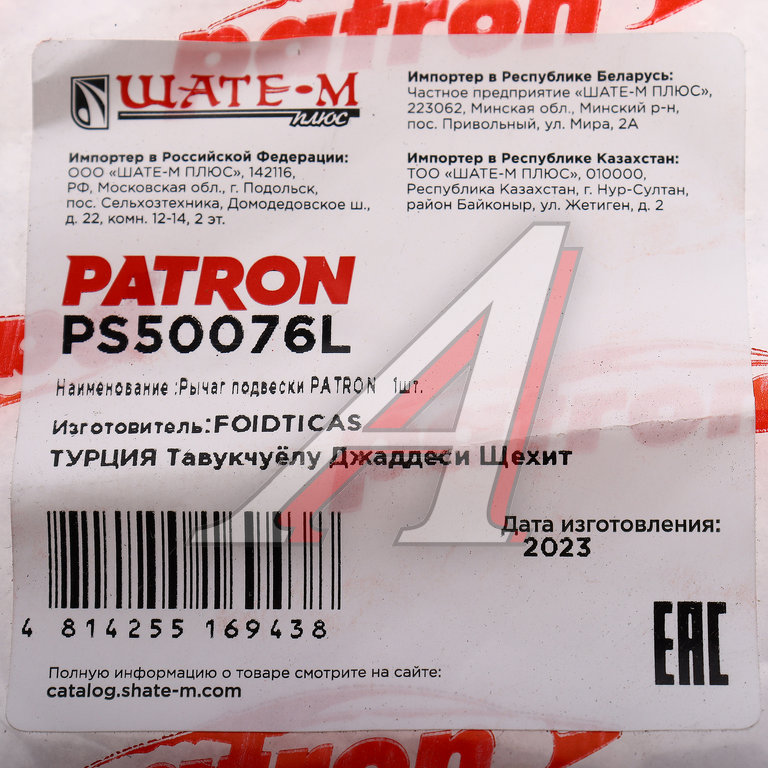 patron
ШАТЕ-М
плюс
Импортер в Республике Беларусь:
Частное предприятие «ШАТЕ-М ПЛЮС»,
223062, Минская обл., Минский р-н,
пос. Привольный, ул. Мира, 2А
Импортер в Российской Федерации:
ООО «ШАТЕ-М ПЛЮС», 142116,
РФ, Московская обл., г. Подольск,
пос. Сельхозтехника, Домодедовское ш.,
д. 22, комн. 12-14, 2 эт.
Импортер в Республике Казахстан:
ТОО «ШАТЕ-М ПЛЮС», 010000,
Республика Казахстан, г. Нур-Султан,
район Байконыр, ул. Жетиген, д. 2
PATRON
PS50076L
Наименование :Рычаг подвески PATRON 1шт.
Изготовитель:FOIDTICAS
ТУРЦИЯ Тавукчуёлу Джаддеси Щехит
Дата изготовления:
2023
4 814255 169438
EAC
Полную информацию о товаре смотрите на сайте:
catalog.shate-m.com
patron